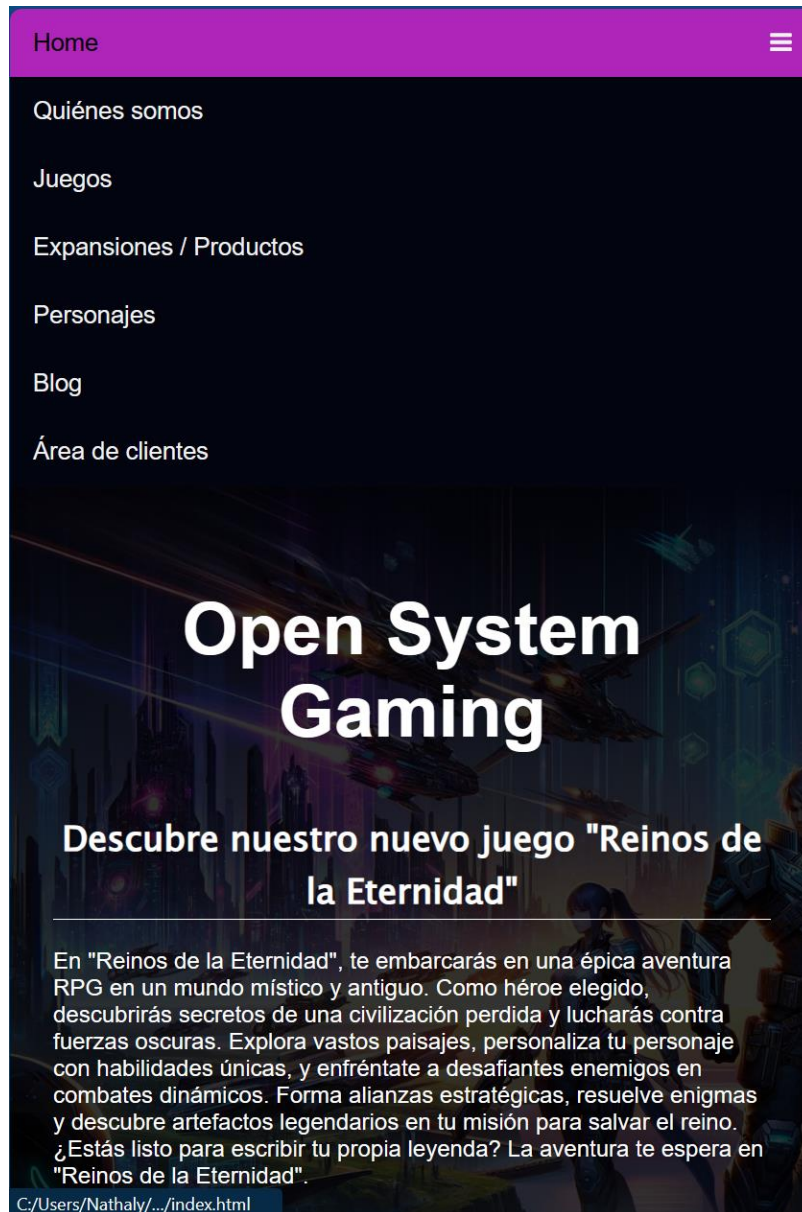 Home
Quiénes somos
Juegos
Expansiones / Productos
Personajes
Blog
Área de clientes
Open System
Gaming
Descubre nuestro nuevo juego "Reinos de
la Eternidad"
En "Reinos de la Eternidad", te embarcarás en una épica aventura
RPG en un mundo místico y antiguo. Como héroe elegido,
descubrirás secretos de una civilización perdida y lucharás contra
fuerzas oscuras. Explora vastos paisajes, personaliza tu personaje
con habilidades únicas, y enfréntate a desafiantes enemigos en
combates dinámicos. Forma alianzas estratégicas, resuelve enigmas
y descubre artefactos legendarios en tu misión para salvar el reino.
¿Estás listo para escribir tu propia leyenda? La aventura te espera en
"Reinos de la Eternidad".
C:/Users/Nathaly/.../index.html